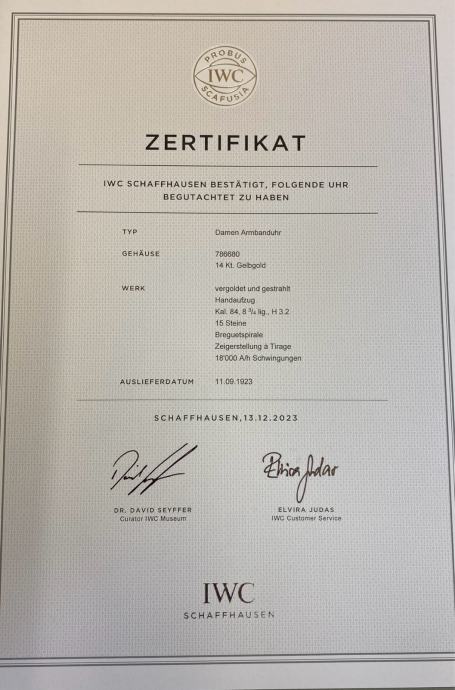 PROBUS
IWC
SCAFUSIA
ZERTIFIKAT
IWC SCHAFFHAUSEN BESTÄTIGT, FOLGENDE UHR
BEGUTACHTET ZU HABEN
TYP Damen Armbanduhr
GEHÄUSE 786680
14 Kt. Gelbgold
WERK vergoldet und gestrahlt
Handaufzug
Kal. 84, 8 ³/₄ lig., H 3.2
15 Steine
Breguetspirale
Zeigerstellung à Tirage
18'000 A/h Schwingungen
AUSLIEFERDATUM 11.09.1923
SCHAFFHAUSEN,13.12.2023
Elvira Judas
DR. DAVID SEYFFER ELVIRA JUDAS
Curator IWC Museum IWC Customer Service
IWC
SCHAFFHAUSEN